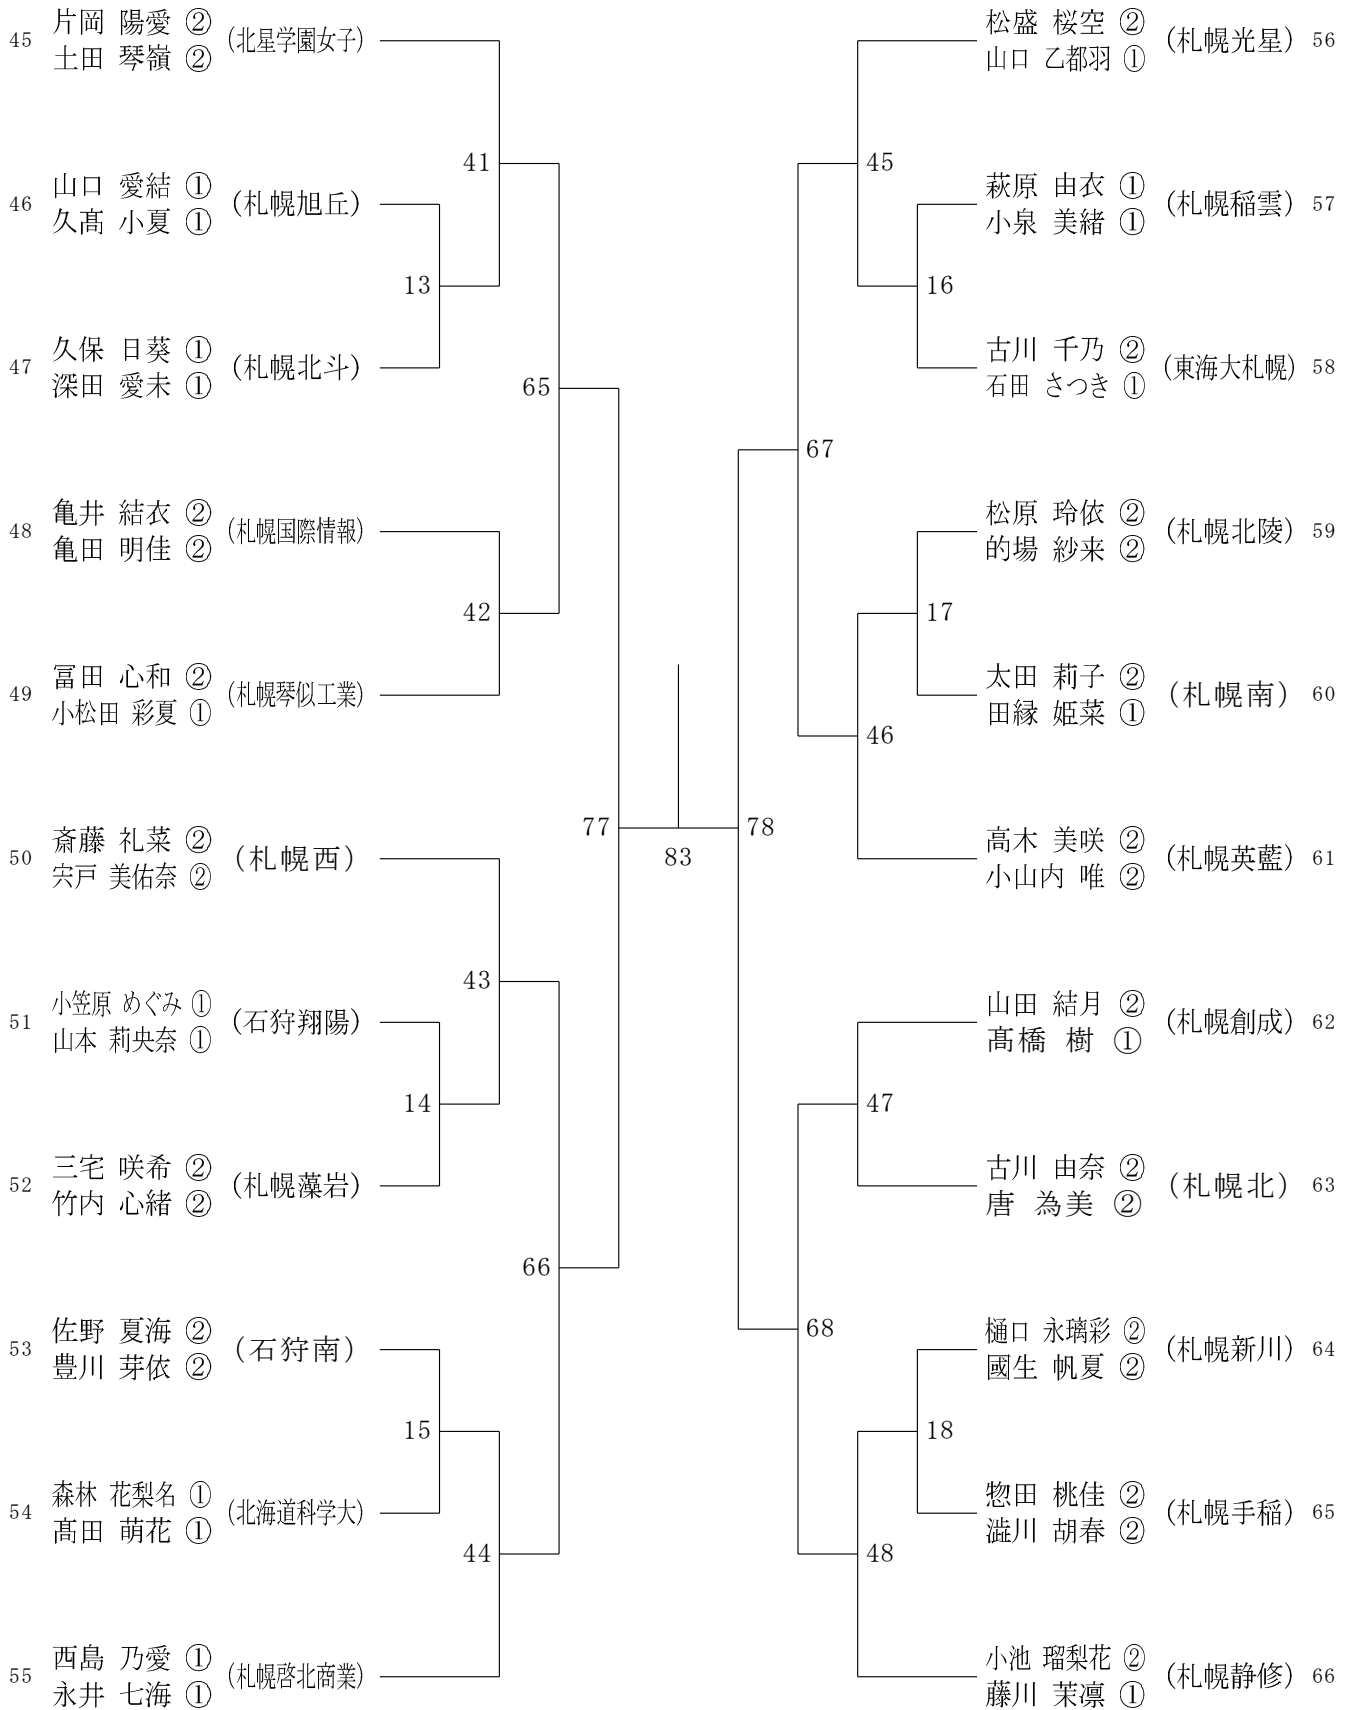 45 片岡 陽愛 ② (北星学園女子)
土田 琴嶺 ②
41
46 山口 愛結 ① (札幌旭丘)
久髙 小夏 ①
13
47 久保 日葵 ① (札幌北斗)
深田 愛未 ①
65
48 亀井 結衣 ② (札幌国際情報)
亀田 明佳 ②
42
49 冨田 心和 ② (札幌琴似工業)
小松田 彩夏 ①
77
50 斎藤 礼菜 ② (札幌西)
宍戸 美佑奈 ②
43
51 小笠原 めぐみ ① (石狩翔陽)
山本 莉央奈 ①
14
52 三宅 咲希 ② (札幌藻岩)
竹内 心緒 ②
66
53 佐野 夏海 ② (石狩南)
豊川 芽依 ②
15
54 森林 花梨名 ① (北海道科学大)
髙田 萌花 ①
44
55 西島 乃愛 ① (札幌啓北商業)
永井 七海 ①
83
松盛 桜空 ② (札幌光星) 56
山口 乙都羽 ①
45
萩原 由衣 ① (札幌稲雲) 57
小泉 美緒 ①
16
古川 千乃 ② (東海大札幌) 58
石田 さつき ①
67
松原 玲依 ② (札幌北陵) 59
的場 紗来 ②
17
太田 莉子 ② (札幌南) 60
田縁 姫菜 ①
46
78
高木 美咲 ② (札幌英藍) 61
小山内 唯 ②
山田 結月 ② (札幌創成) 62
髙橋 樹 ①
47
古川 由奈 ② (札幌北) 63
唐 為美 ②
68
樋口 永璃彩 ② (札幌新川) 64
國生 帆夏 ②
18
惣田 桃佳 ② (札幌手稲) 65
澁川 胡春 ②
48
小池 瑠梨花 ② (札幌静修) 66
藤川 茉凛 ①